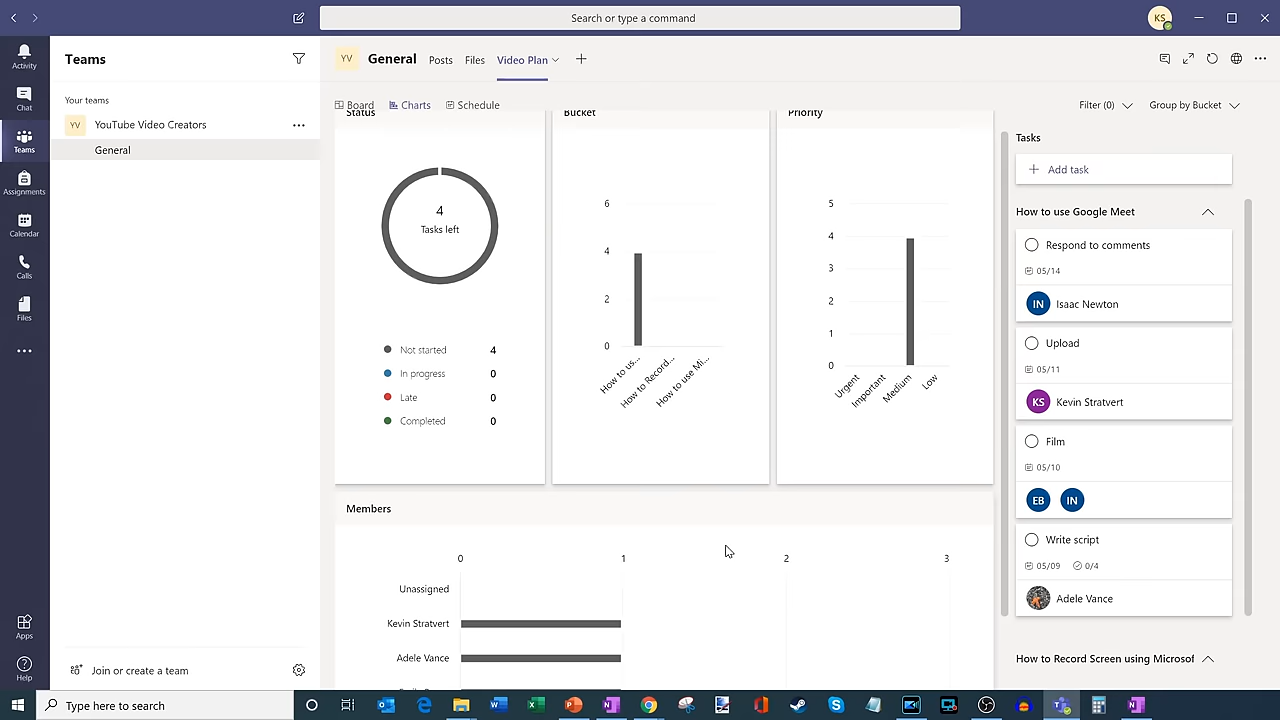 Search or type a command
KS
Activity
Chat
Teams
Assignments
Calendar
Calls
Files
Apps
Help
Teams
Your teams
YV YouTube Video Creators
General
Join or create a team
YV General Posts Files Video Plan
Board Charts Schedule
Filter (0) Group by Bucket
Status
4
Tasks left
Not started 4
In progress 0
Late 0
Completed 0
Bucket
6
4
2
0
How to us...
How to Record...
How to use Mi...
Priority
5
4
3
2
1
0
Urgent
Important
Medium
Low
Members
0 1 2 3
Unassigned
Kevin Stratvert
Adele Vance
Tasks
Add task
How to use Google Meet
Respond to comments
05/14
IN Isaac Newton
Upload
05/11
KS Kevin Stratvert
Film
05/10
EB IN
Write script
05/09 0/4
Adele Vance
How to Record Screen using Microsof
Type here to search